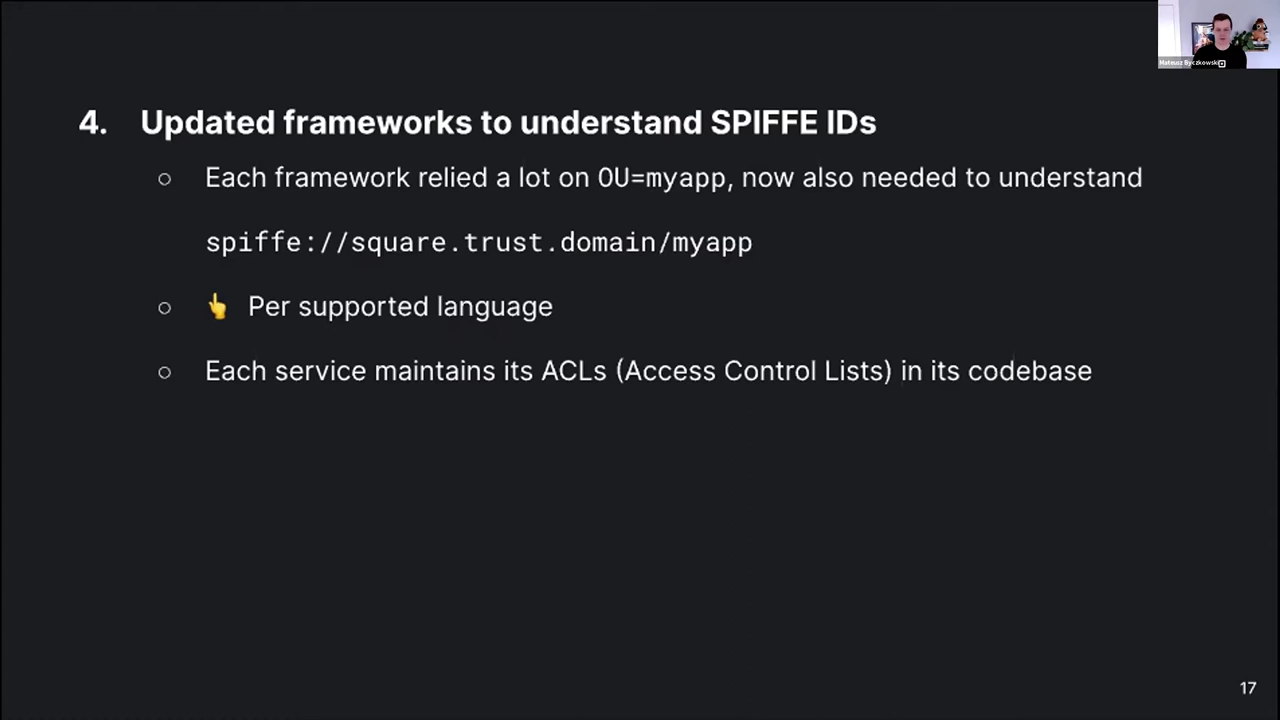 Mateusz Byczkowski
4. Updated frameworks to understand SPIFFE IDs
○ Each framework relied a lot on OU=myapp, now also needed to understand
spiffe://square.trust.domain/myapp
○ 👆 Per supported language
○ Each service maintains its ACLs (Access Control Lists) in its codebase
17